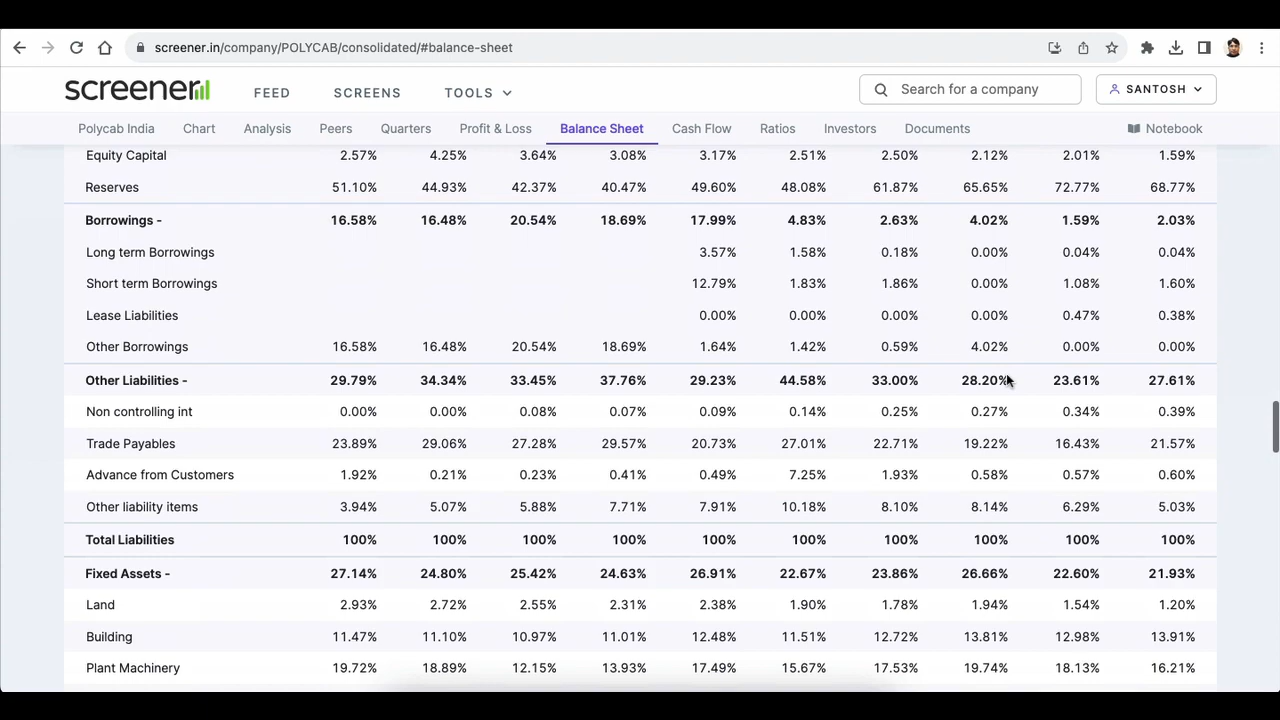 screener.in/company/POLYCAB/consolidated/#balance-sheet
screener FEED SCREENS TOOLS Search for a company SANTOSH
Polycab India Chart Analysis Peers Quarters Profit & Loss Balance Sheet Cash Flow Ratios Investors Documents Notebook
Equity Capital 2.57% 4.25% 3.64% 3.08% 3.17% 2.51% 2.50% 2.12% 2.01% 1.59%
Reserves 51.10% 44.93% 42.37% 40.47% 49.60% 48.08% 61.87% 65.65% 72.77% 68.77%
Borrowings - 16.58% 16.48% 20.54% 18.69% 17.99% 4.83% 2.63% 4.02% 1.59% 2.03%
Long term Borrowings 3.57% 1.58% 0.18% 0.00% 0.04% 0.04%
Short term Borrowings 12.79% 1.83% 1.86% 0.00% 1.08% 1.60%
Lease Liabilities 0.00% 0.00% 0.00% 0.00% 0.47% 0.38%
Other Borrowings 16.58% 16.48% 20.54% 18.69% 1.64% 1.42% 0.59% 4.02% 0.00% 0.00%
Other Liabilities - 29.79% 34.34% 33.45% 37.76% 29.23% 44.58% 33.00% 28.20% 23.61% 27.61%
Non controlling int 0.00% 0.00% 0.08% 0.07% 0.09% 0.14% 0.25% 0.27% 0.34% 0.39%
Trade Payables 23.89% 29.06% 27.28% 29.57% 20.73% 27.01% 22.71% 19.22% 16.43% 21.57%
Advance from Customers 1.92% 0.21% 0.23% 0.41% 0.49% 7.25% 1.93% 0.58% 0.57% 0.60%
Other liability items 3.94% 5.07% 5.88% 7.71% 7.91% 10.18% 8.10% 8.14% 6.29% 5.03%
Total Liabilities 100% 100% 100% 100% 100% 100% 100% 100% 100% 100%
Fixed Assets - 27.14% 24.80% 25.42% 24.63% 26.91% 22.67% 23.86% 26.66% 22.60% 21.93%
Land 2.93% 2.72% 2.55% 2.31% 2.38% 1.90% 1.78% 1.94% 1.54% 1.20%
Building 11.47% 11.10% 10.97% 11.01% 12.48% 11.51% 12.72% 13.81% 12.98% 13.91%
Plant Machinery 19.72% 18.89% 12.15% 13.93% 17.49% 15.67% 17.53% 19.74% 18.13% 16.21%